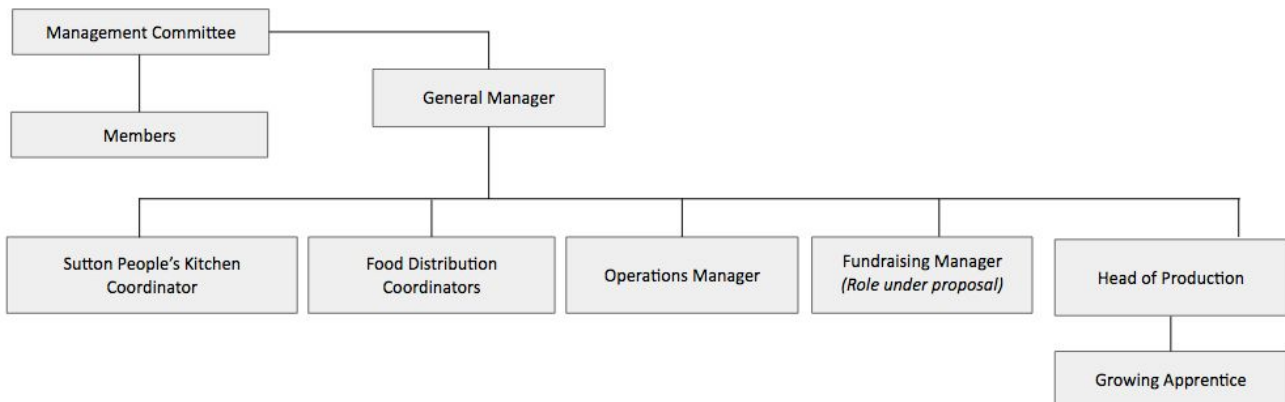 Management Committee
General Manager
Members
Sutton People’s Kitchen
Coordinator
Food Distribution
Coordinators
Operations Manager
Fundraising Manager
(Role under proposal)
Head of Production
Growing Apprentice